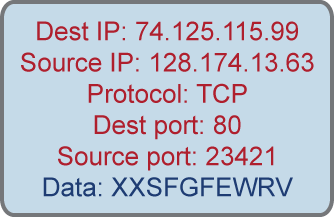 Dest IP: 74.125.115.99
Source IP: 128.174.13.63
Protocol: TCP
Dest port: 80
Source port: 23421
Data: XXSFGFEWRV